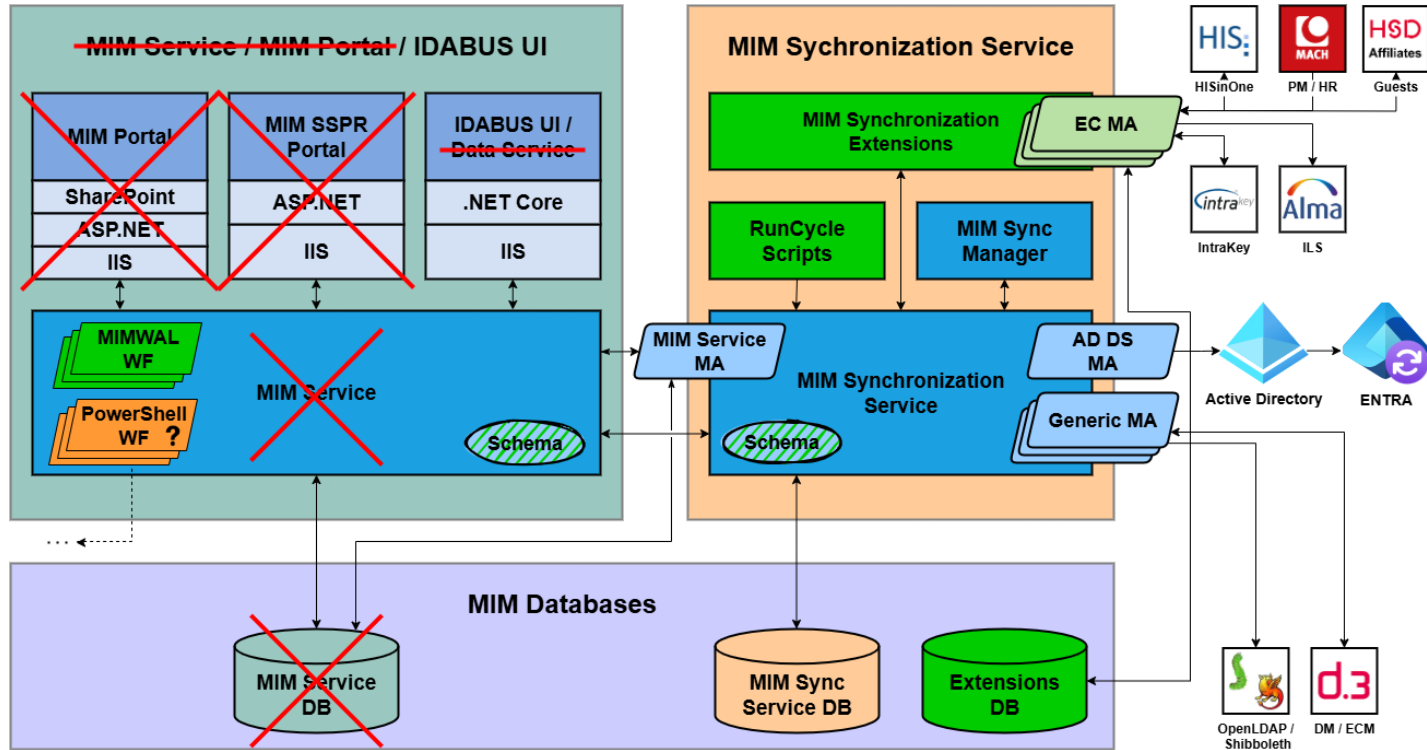 MIM Service / MIM Portal / IDABUS UI
MIM Portal
SharePoint
ASP.NET
IIS
MIM SSPR
Portal
ASP.NET
IIS
IDABUS UI /
Data Service
.NET Core
IIS
MIMWAL
WF
PowerShell
WF ?
MIM Service
Schema
...
MIM Sychronization Service
MIM Synchronization
Extensions
EC MA
RunCycle
Scripts
MIM Sync
Manager
MIM Service
MA
MIM Synchronization
Service
Schema
AD DS
MA
Generic MA
HIS:
HISinOne
MACH
PM / HR
HSD
Affiliates
Guests
intrakey
IntraKey
Alma
ILS
Active Directory
ENTRA
MIM Databases
MIM Service
DB
MIM Sync
Service DB
Extensions
DB
OpenLDAP /
Shibboleth
d.3
DM / ECM